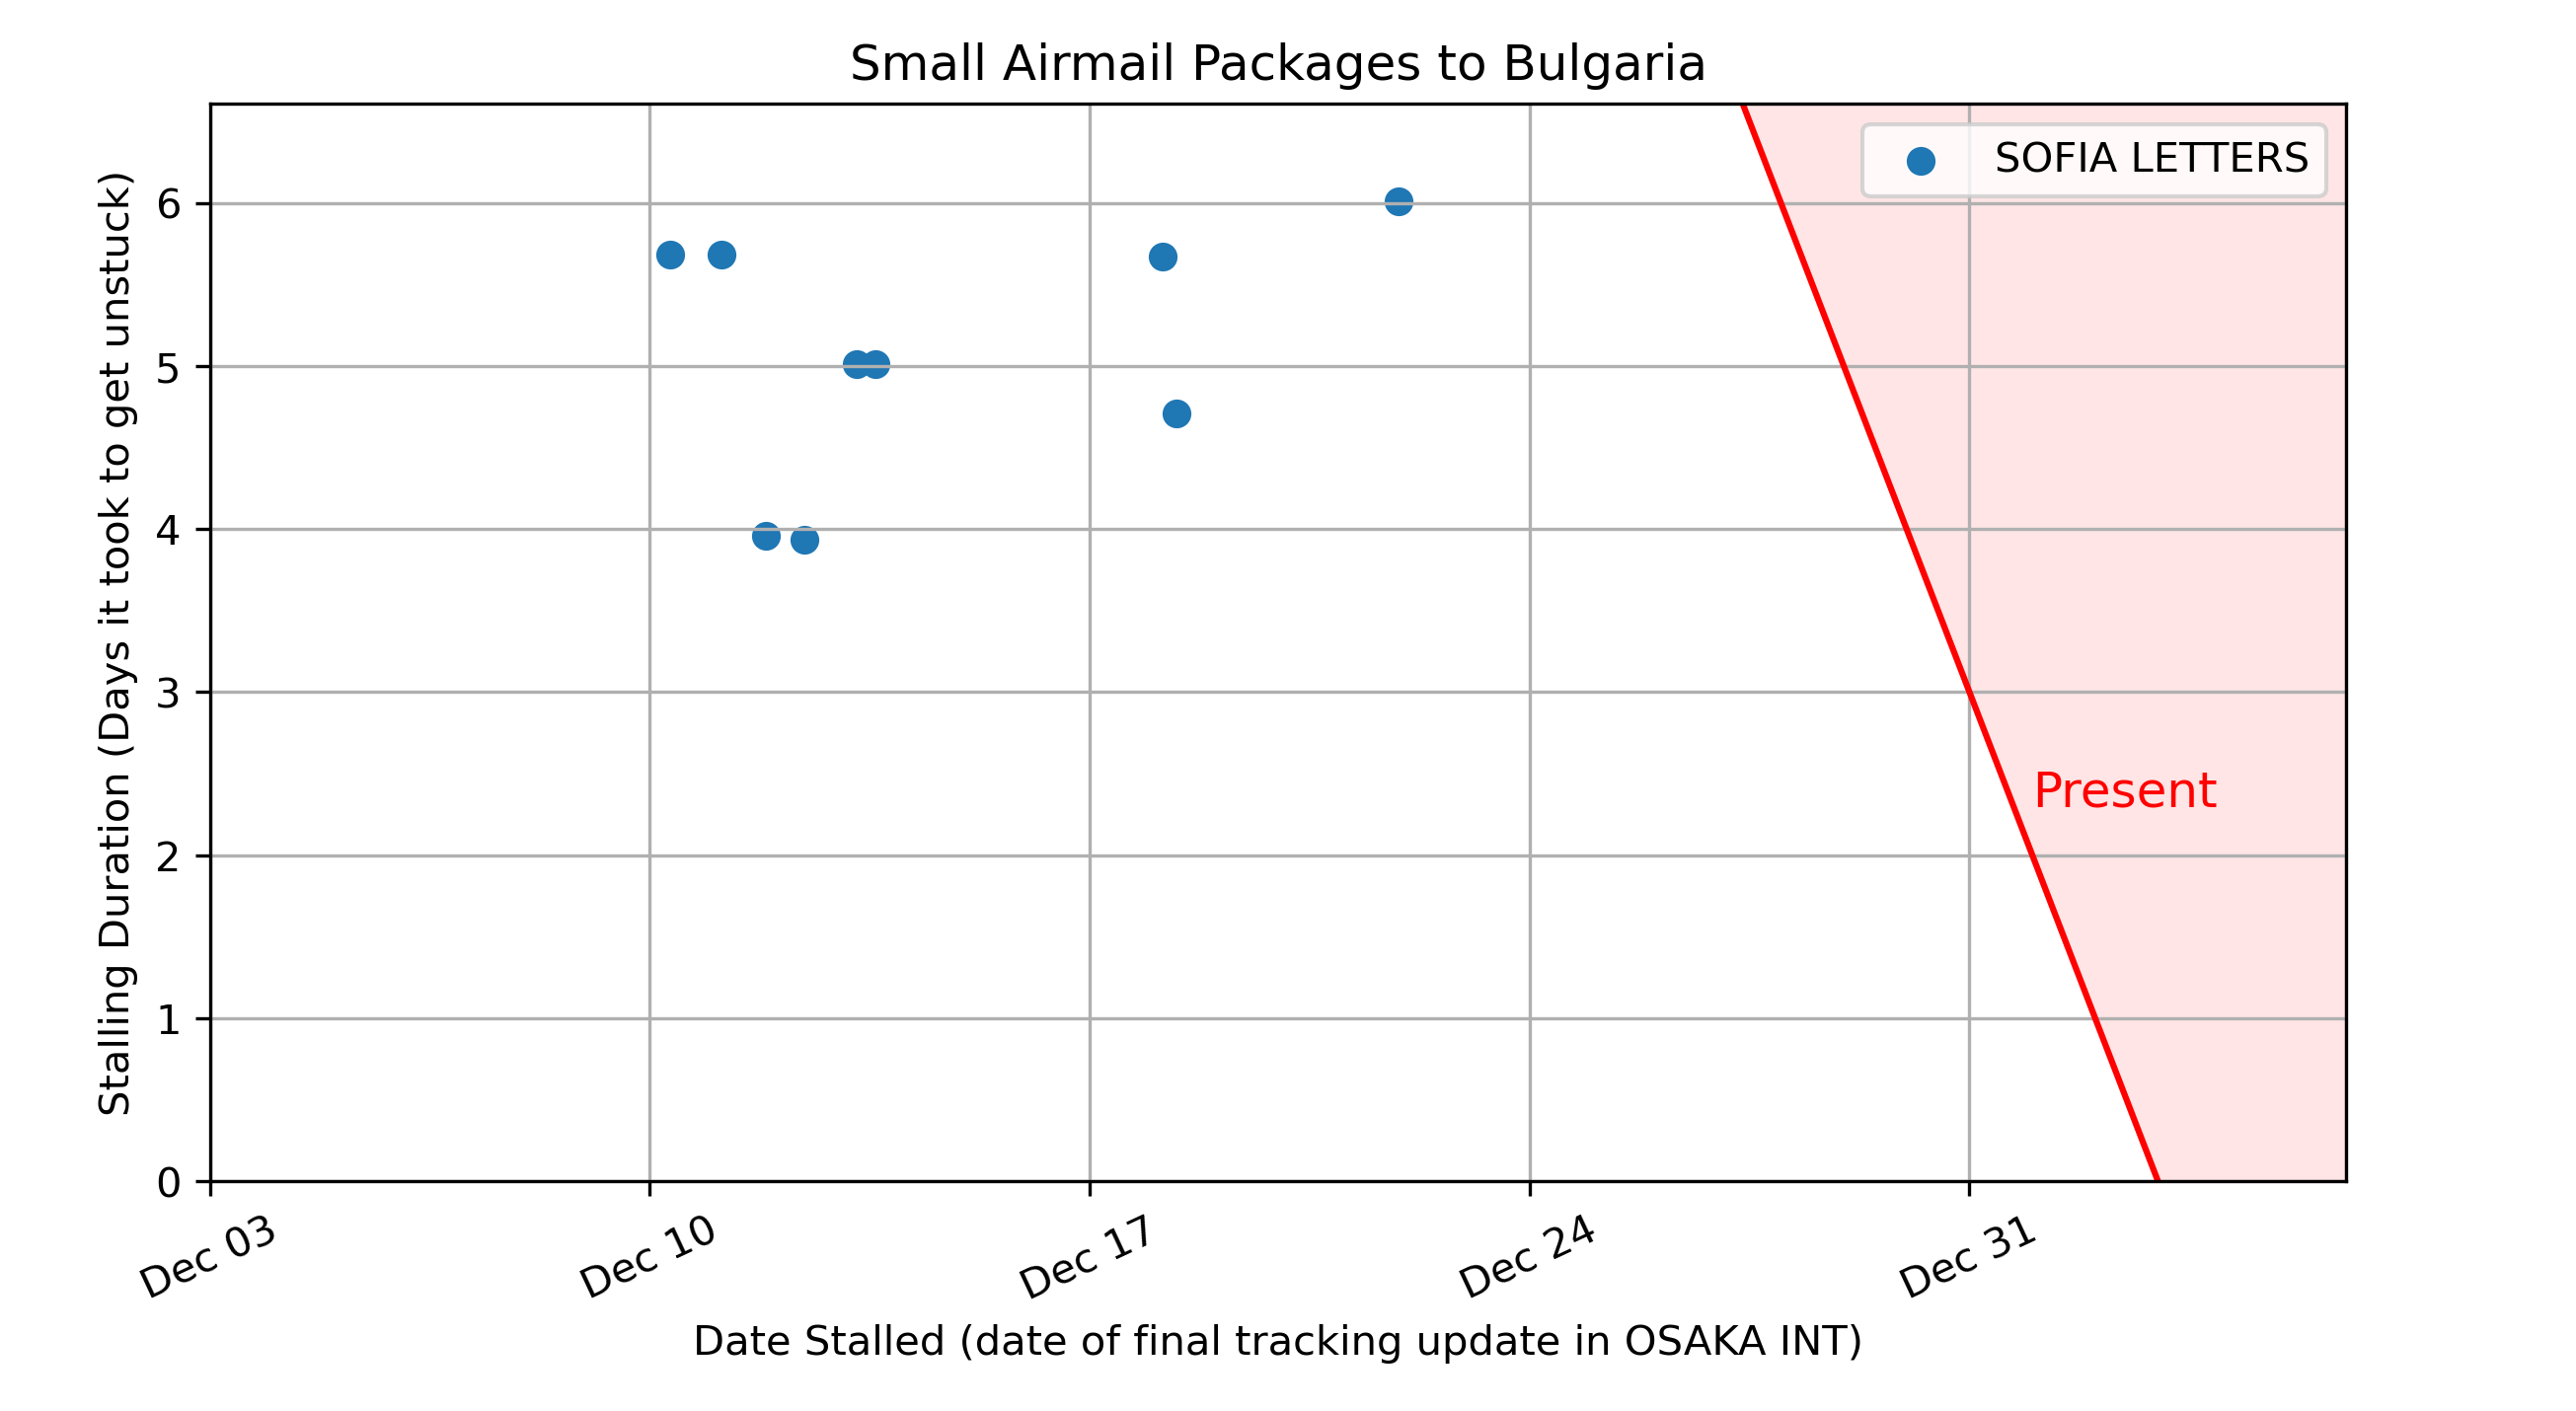 Small Airmail Packages to Bulgaria
SOFIA LETTERS
Stalling Duration (Days it took to get unstuck)
6
5
4
3
2
1
0
Present
Dec 03
Dec 10
Dec 17
Dec 24
Dec 31
Date Stalled (date of final tracking update in OSAKA INT)